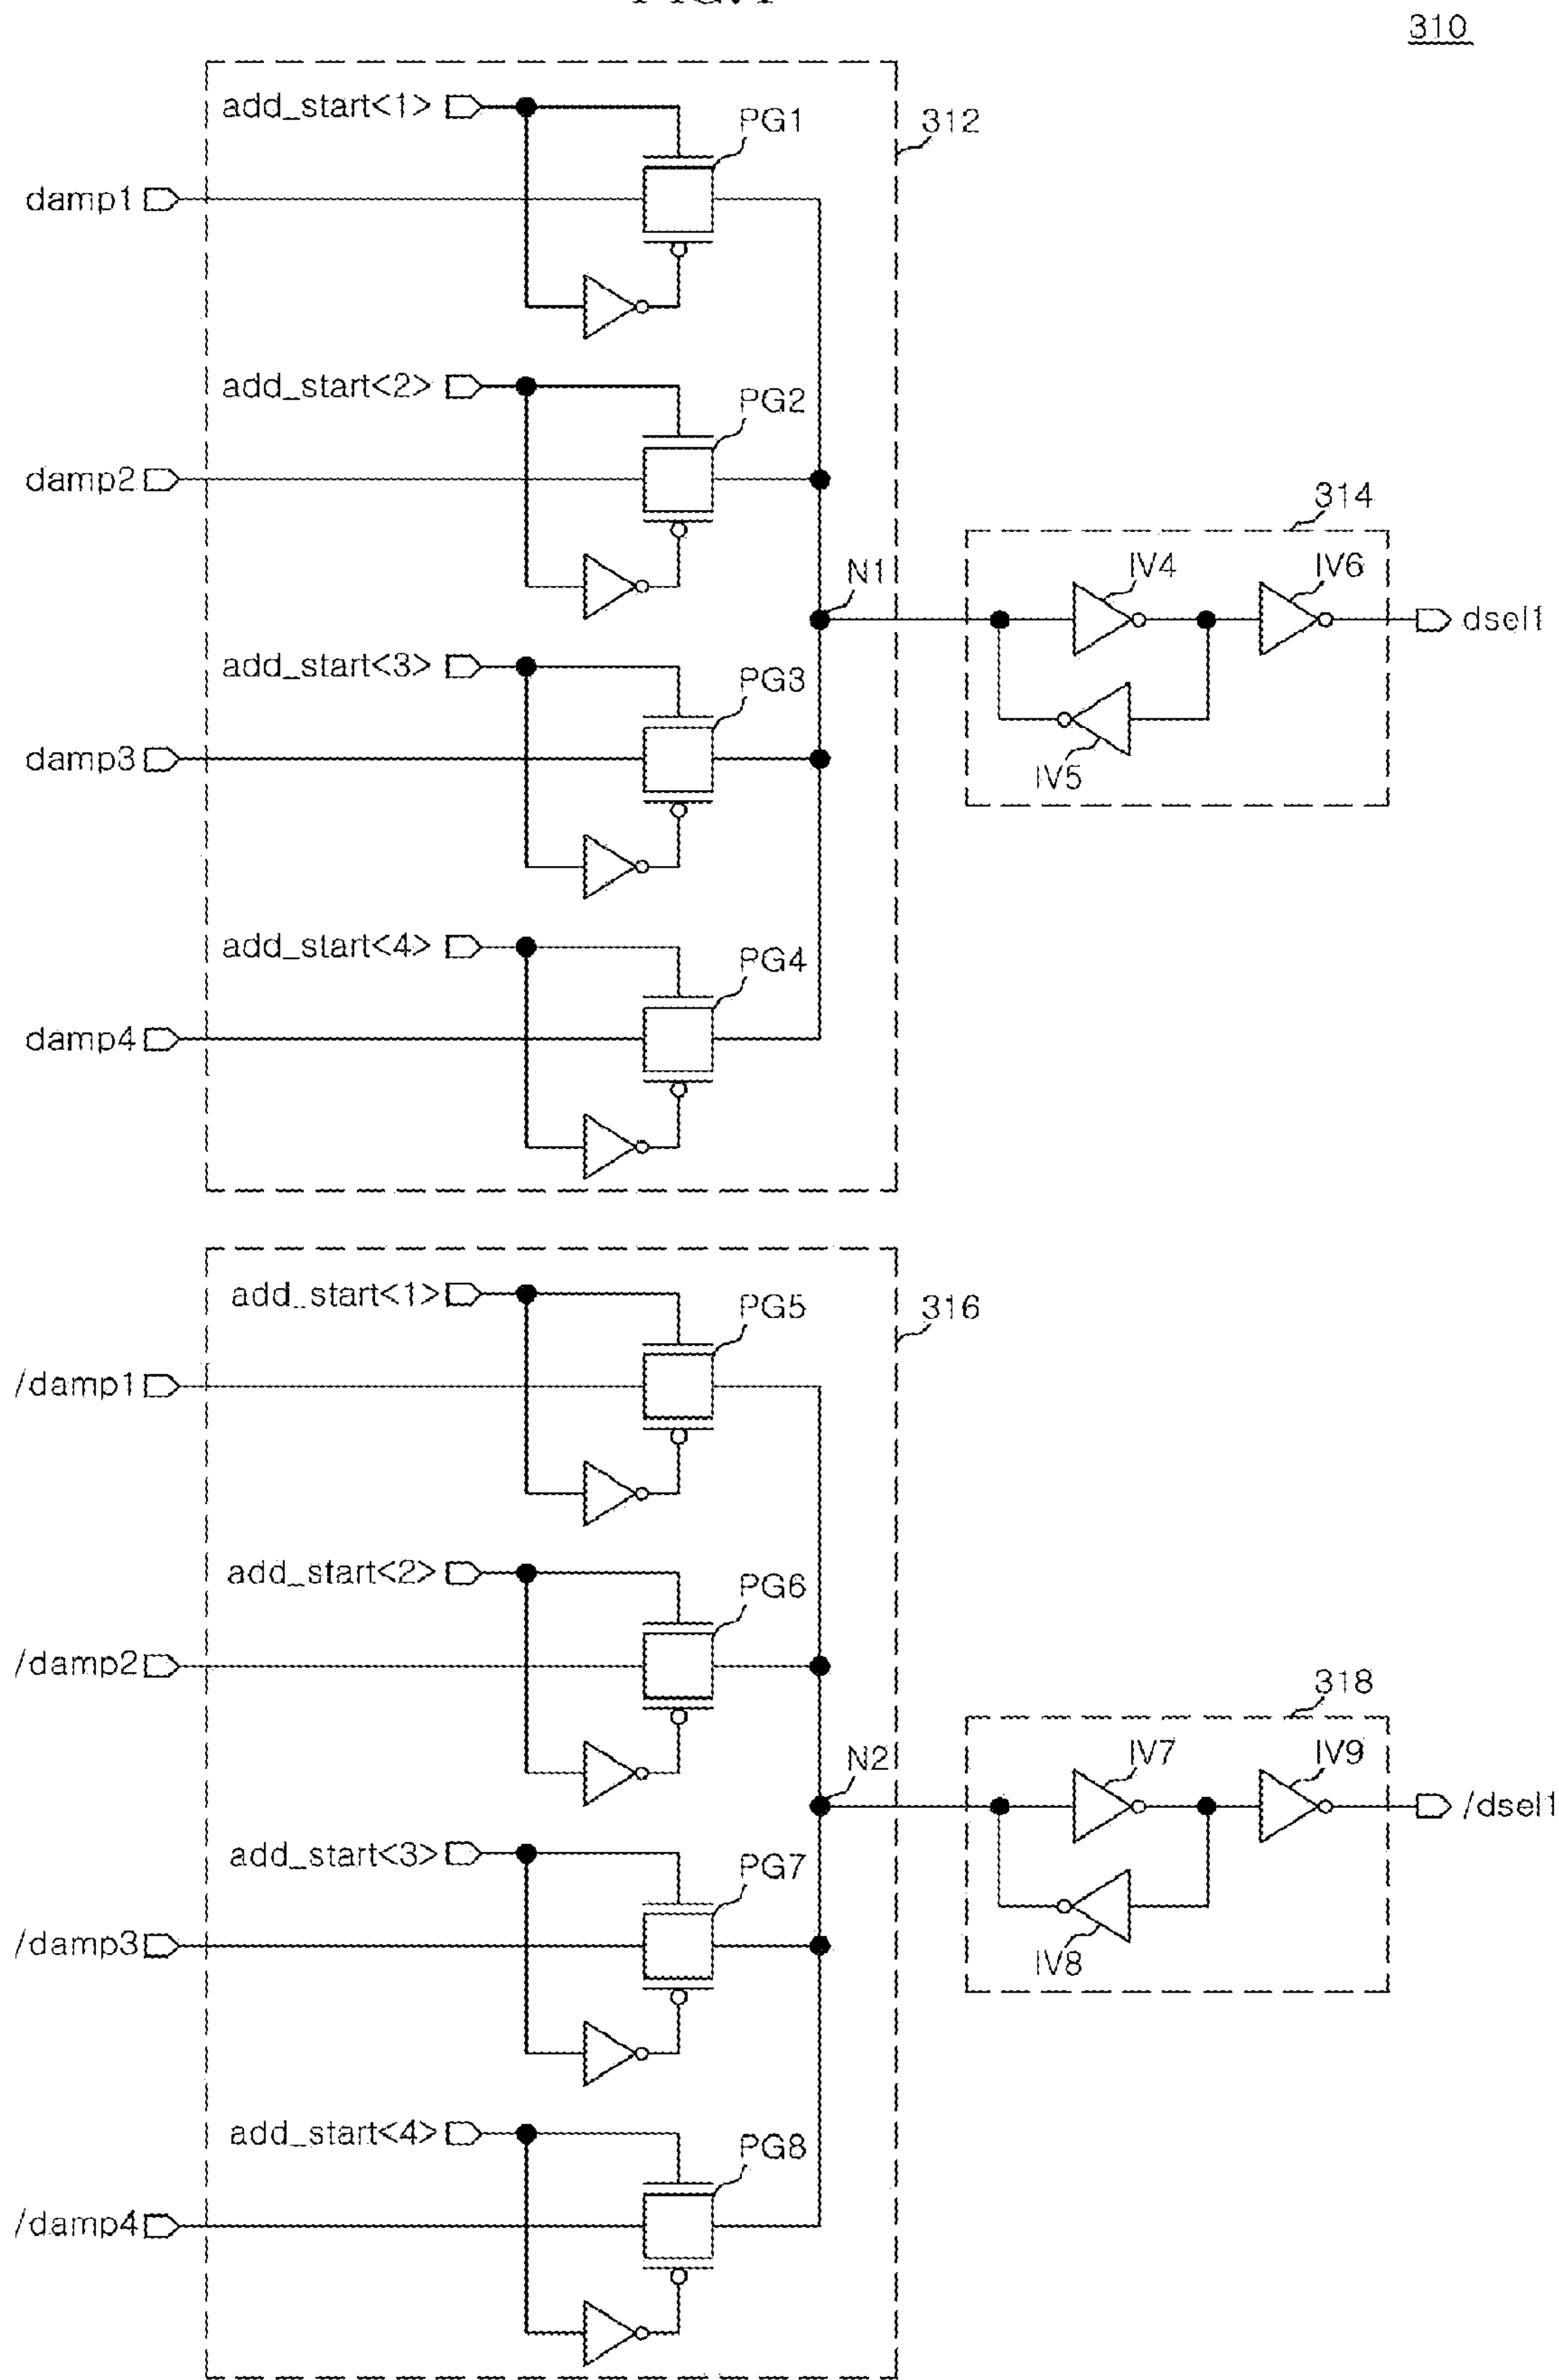 310
add_start<1>
PG1
312
damp1
add_start<2>
PG2
damp2
314
N1
IV4
IV6
dsel1
add_start<3>
PG3
damp3
IV5
add_start<4>
PG4
damp4
add_start<1>
PG5
316
/damp1
add_start<2>
PG6
/damp2
318
N2
IV7
IV9
/dsel1
add_start<3>
PG7
/damp3
IV8
add_start<4>
PG8
/damp4